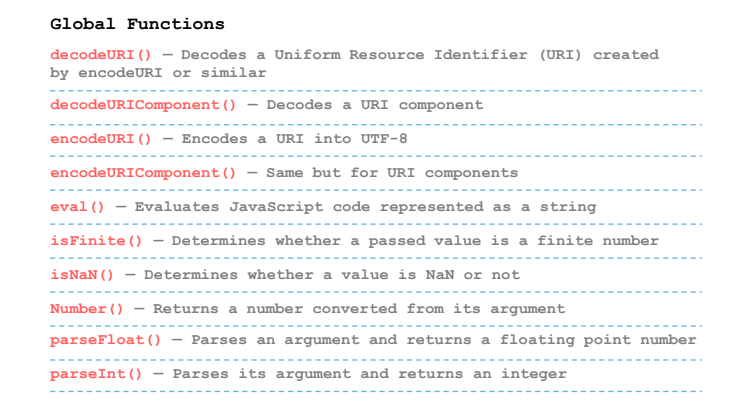 Global Functions
decodeURI() — Decodes a Uniform Resource Identifier (URI) created
by encodeURI or similar
decodeURIComponent() — Decodes a URI component
encodeURI() — Encodes a URI into UTF-8
encodeURIComponent() — Same but for URI components
eval() — Evaluates JavaScript code represented as a string
isFinite() — Determines whether a passed value is a finite number
isNaN() — Determines whether a value is NaN or not
Number() — Returns a number converted from its argument
parseFloat() — Parses an argument and returns a floating point number
parseInt() — Parses its argument and returns an integer